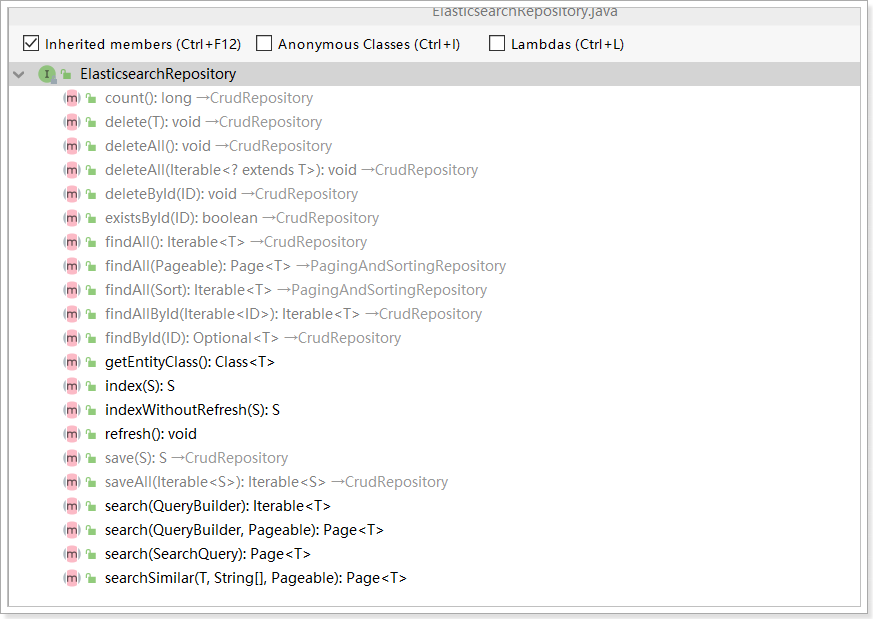 ElasticsearchRepository.java
Inherited members (Ctrl+F12) Anonymous Classes (Ctrl+I) Lambdas (Ctrl+L)
I ElasticsearchRepository
m count(): long →CrudRepository
m delete(T): void →CrudRepository
m deleteAll(): void →CrudRepository
m deleteAll(Iterable<? extends T>): void →CrudRepository
m deleteById(ID): void →CrudRepository
m existsById(ID): boolean →CrudRepository
m findAll(): Iterable<T> →CrudRepository
m findAll(Pageable): Page<T> →PagingAndSortingRepository
m findAll(Sort): Iterable<T> →PagingAndSortingRepository
m findAllById(Iterable<ID>): Iterable<T> →CrudRepository
m findById(ID): Optional<T> →CrudRepository
m getEntityClass(): Class<T>
m index(S): S
m indexWithoutRefresh(S): S
m refresh(): void
m save(S): S →CrudRepository
m saveAll(Iterable<S>): Iterable<S> →CrudRepository
m search(QueryBuilder): Iterable<T>
m search(QueryBuilder, Pageable): Page<T>
m search(SearchQuery): Page<T>
m searchSimilar(T, String[], Pageable): Page<T>